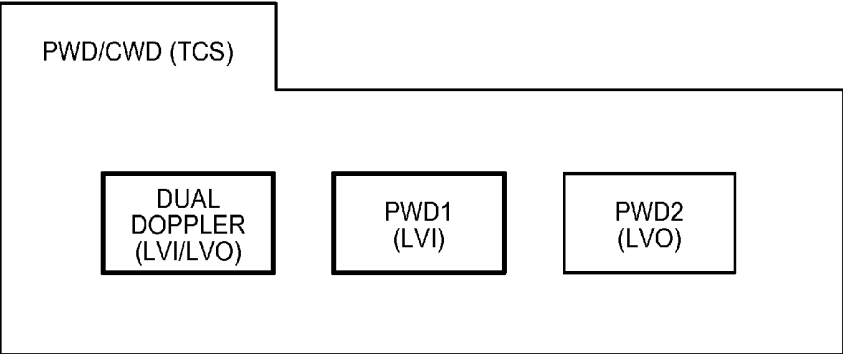 PWD/CWD (TCS)
DUAL
DOPPLER
(LVI/LVO)
PWD1
(LVI)
PWD2
(LVO)